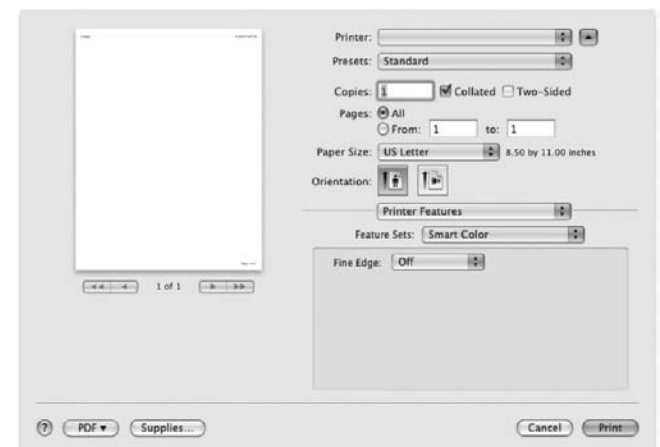 Printer:
Presets: Standard
Copies: 1 Collated Two-Sided
Pages: All
From: 1 to: 1
Paper Size: US Letter 8.50 by 11.00 inches
Orientation:
Printer Features
Feature Sets: Smart Color
Fine Edge: Off
1 of 1
? PDF Supplies... Cancel Print